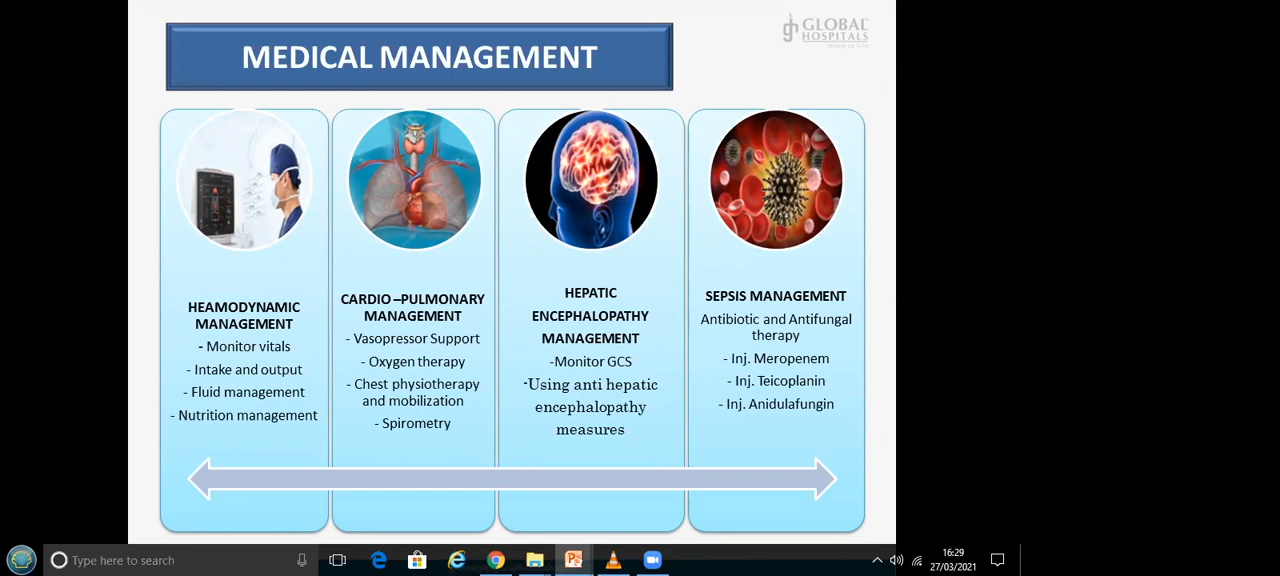 MEDICAL MANAGEMENT
GLOBAL
HOSPITALS
HEAMODYNAMIC
MANAGEMENT
- Monitor vitals
- Intake and output
- Fluid management
- Nutrition management
CARDIO –PULMONARY
MANAGEMENT
- Vasopressor Support
- Oxygen therapy
- Chest physiotherapy
and mobilization
- Spirometry
HEPATIC
ENCEPHALOPATHY
MANAGEMENT
-Monitor GCS
-Using anti hepatic
encephalopathy
measures
SEPSIS MANAGEMENT
Antibiotic and Antifungal
therapy
- Inj. Meropenem
- Inj. Teicoplanin
- Inj. Anidulafungin
Type here to search
16:29
27/03/2021